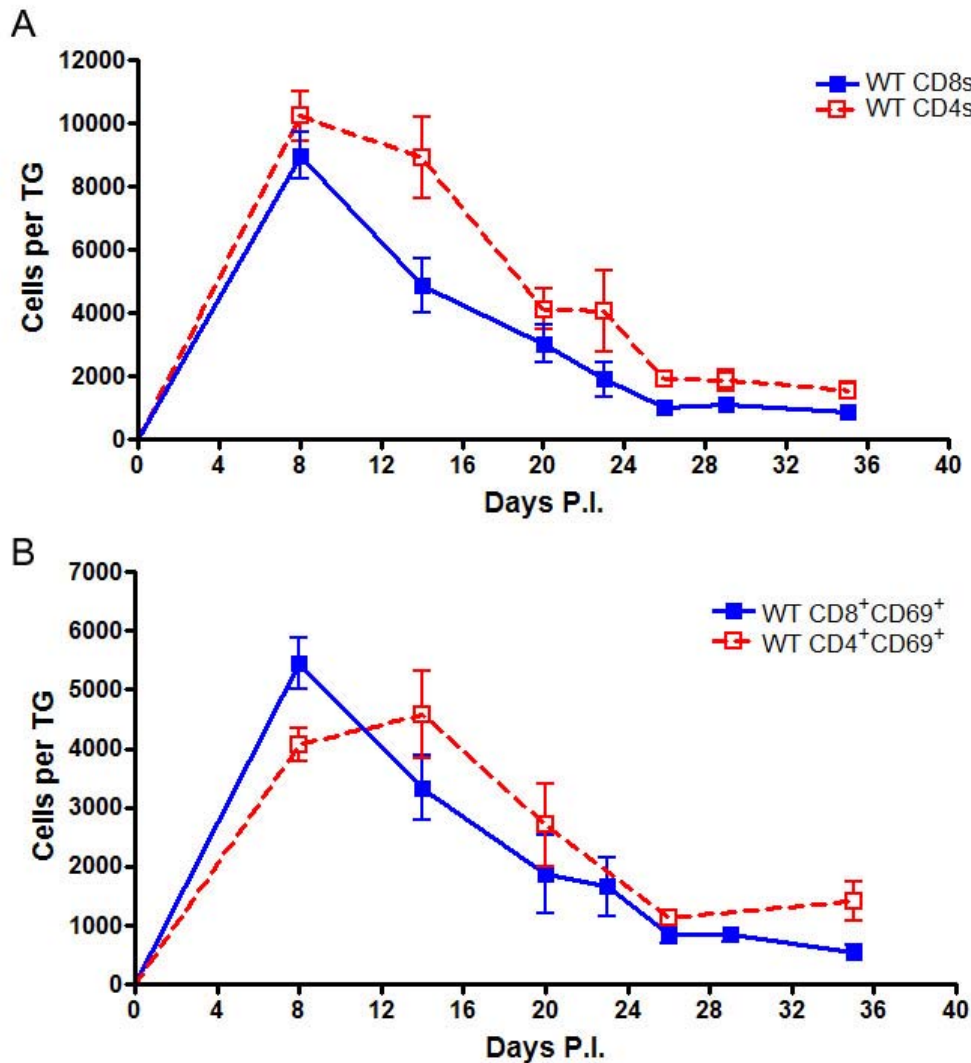 A
12000
10000
8000
6000
4000
2000
0
Cells per TG
WT CD8s
WT CD4s
0 4 8 12 16 20 24 28 32 36 40
Days P.I.
B
7000
6000
5000
4000
3000
2000
1000
0
Cells per TG
WT CD8⁺CD69⁺
WT CD4⁺CD69⁺
0 4 8 12 16 20 24 28 32 36 40
Days P.I.